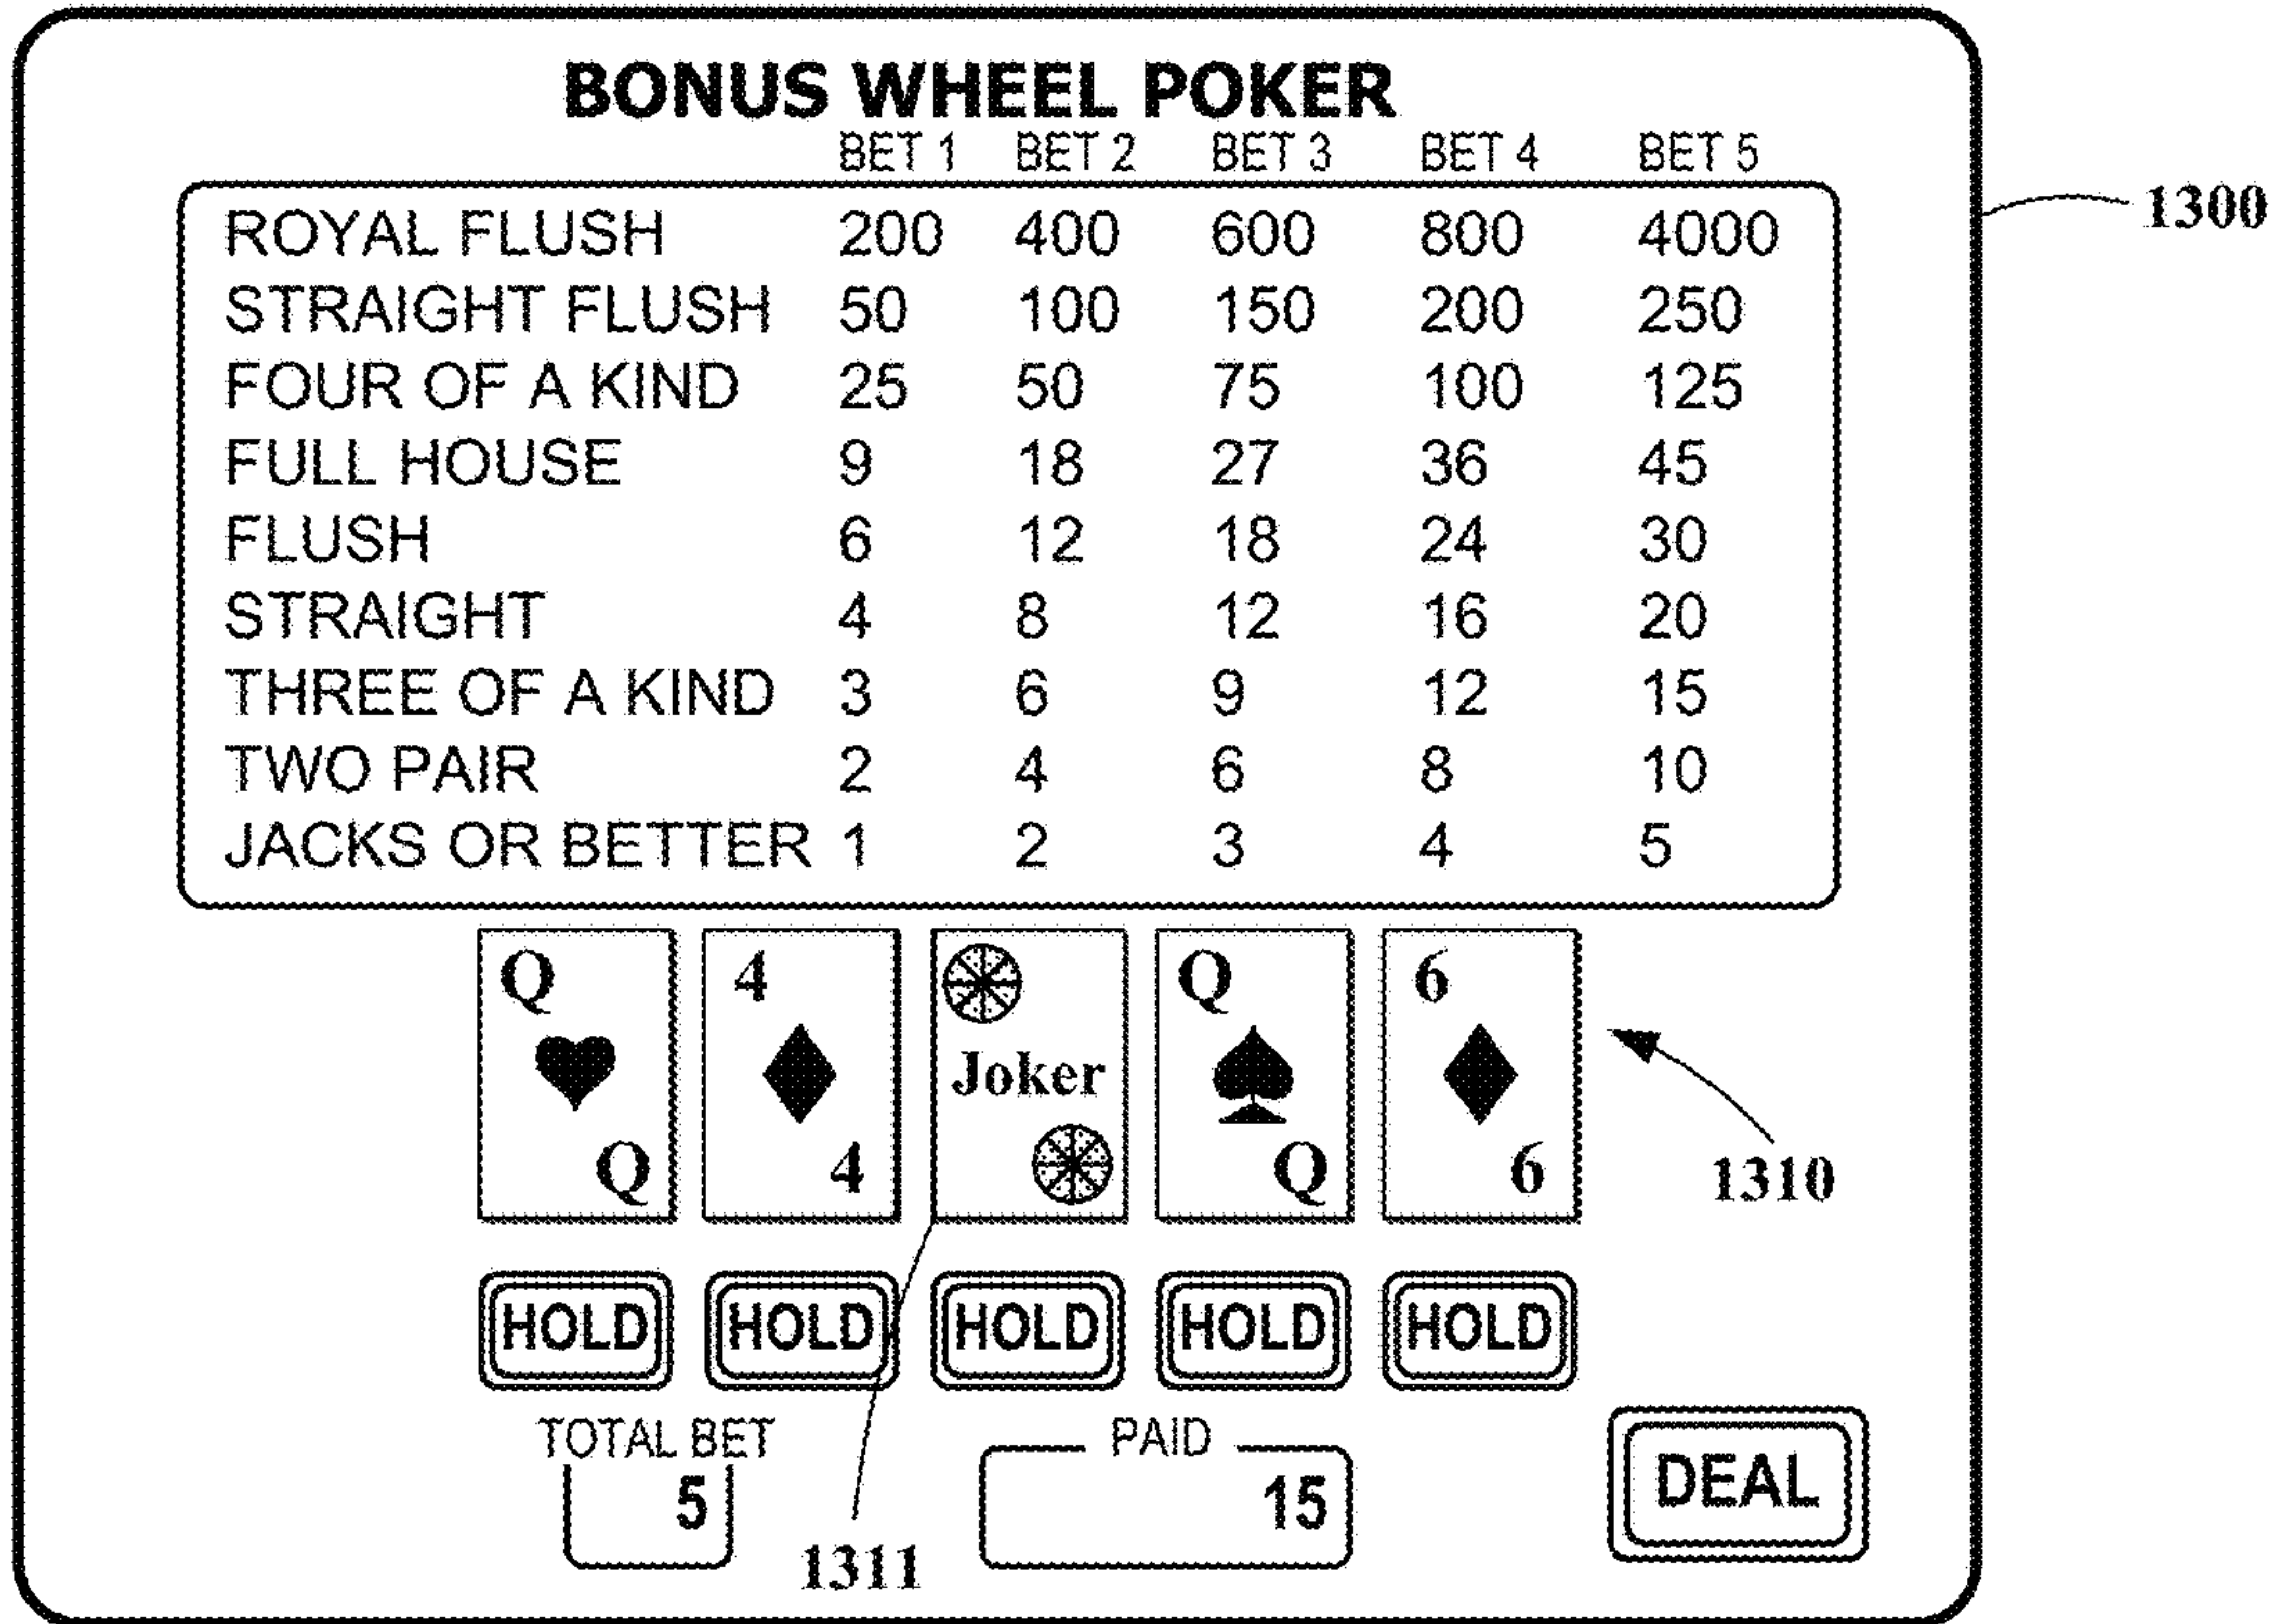 BONUS WHEEL POKER
BET 1 BET 2 BET 3 BET 4 BET 5
ROYAL FLUSH 200 400 600 800 4000
1300
STRAIGHT FLUSH 50 100 150 200 250
FOUR OF A KIND 25 50 75 100 125
FULL HOUSE 9 18 27 36 45
FLUSH 6 12 18 24 30
STRAIGHT 4 8 12 16 20
THREE OF A KIND 3 6 9 12 15
TWO PAIR 2 4 6 8 10
JACKS OR BETTER 1 2 3 4 5
Q 4 Q 6
Joker
Q 4 Q 6
1310
HOLD HOLD HOLD HOLD HOLD
TOTAL BET PAID
5 15 DEAL
1311